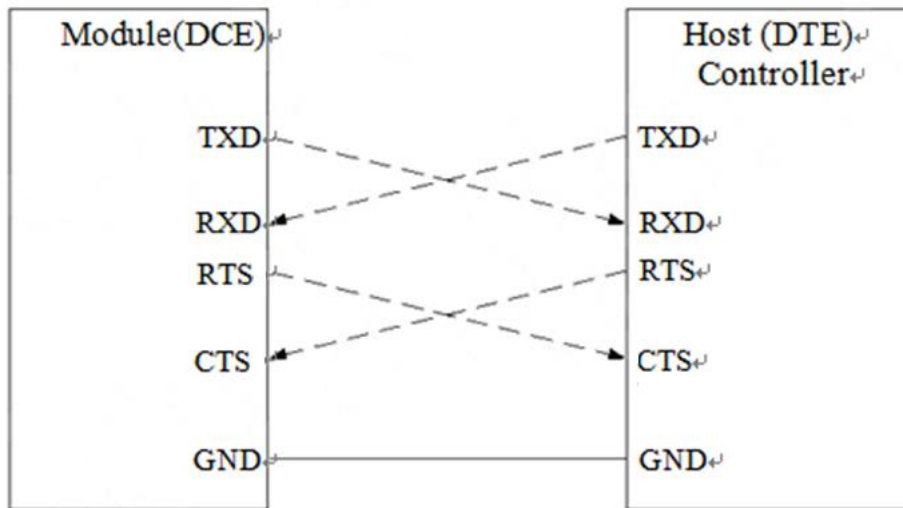 Module(DCE)
Host (DTE)
Controller
TXD
TXD
RXD
RXD
RTS
RTS
CTS
CTS
GND
GND